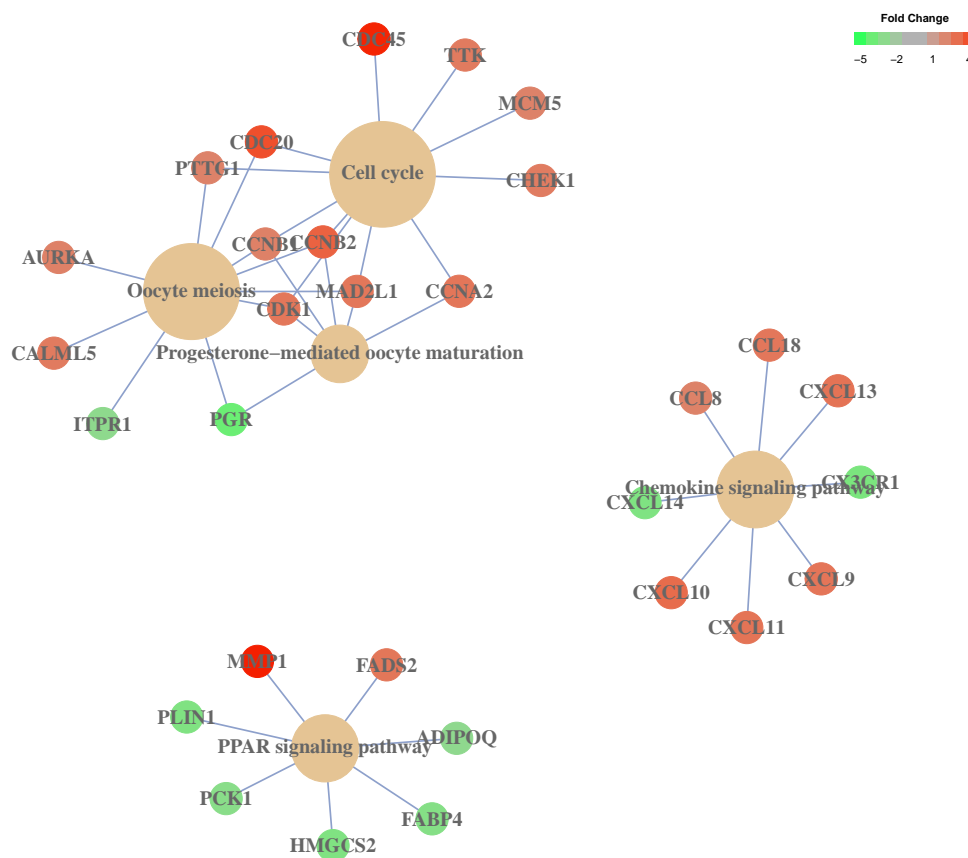 Fold Change
−5 −2 1 4
CDC45
TTK
MCM5
CDC20
PTTG1
Cell cycle
CHEK1
CCNB1
CCNB2
AURKA
Oocyte meiosis
MAD2L1
CCNA2
CDK1
CALML5
Progesterone−mediated oocyte maturation
ITPR1
PGR
CCL18
CXCL13
CCL8
Chemokine signaling pathway
CX3CR1
CXCL14
CXCL9
CXCL10
CXCL11
MMP1
FADS2
PLIN1
ADIPOQ
PPAR signaling pathway
PCK1
FABP4
HMGCS2